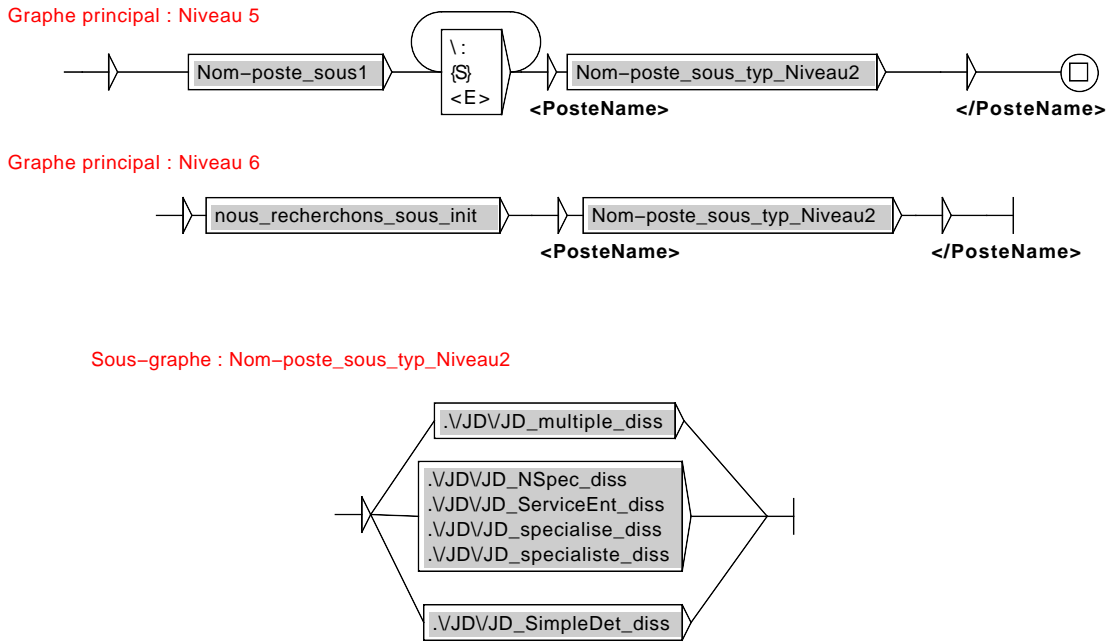 Graphe principal : Niveau 5
Nom−poste_sous1
\:
{S}
<E>
Nom−poste_sous_typ_Niveau2
<PosteName>
</PosteName>
Graphe principal : Niveau 6
nous_recherchons_sous_init
Nom−poste_sous_typ_Niveau2
<PosteName>
</PosteName>
Sous−graphe : Nom−poste_sous_typ_Niveau2
.\/JD\/JD_multiple_diss
.\/JD\/JD_NSpec_diss
.\/JD\/JD_ServiceEnt_diss
.\/JD\/JD_specialise_diss
.\/JD\/JD_specialiste_diss
.\/JD\/JD_SimpleDet_diss